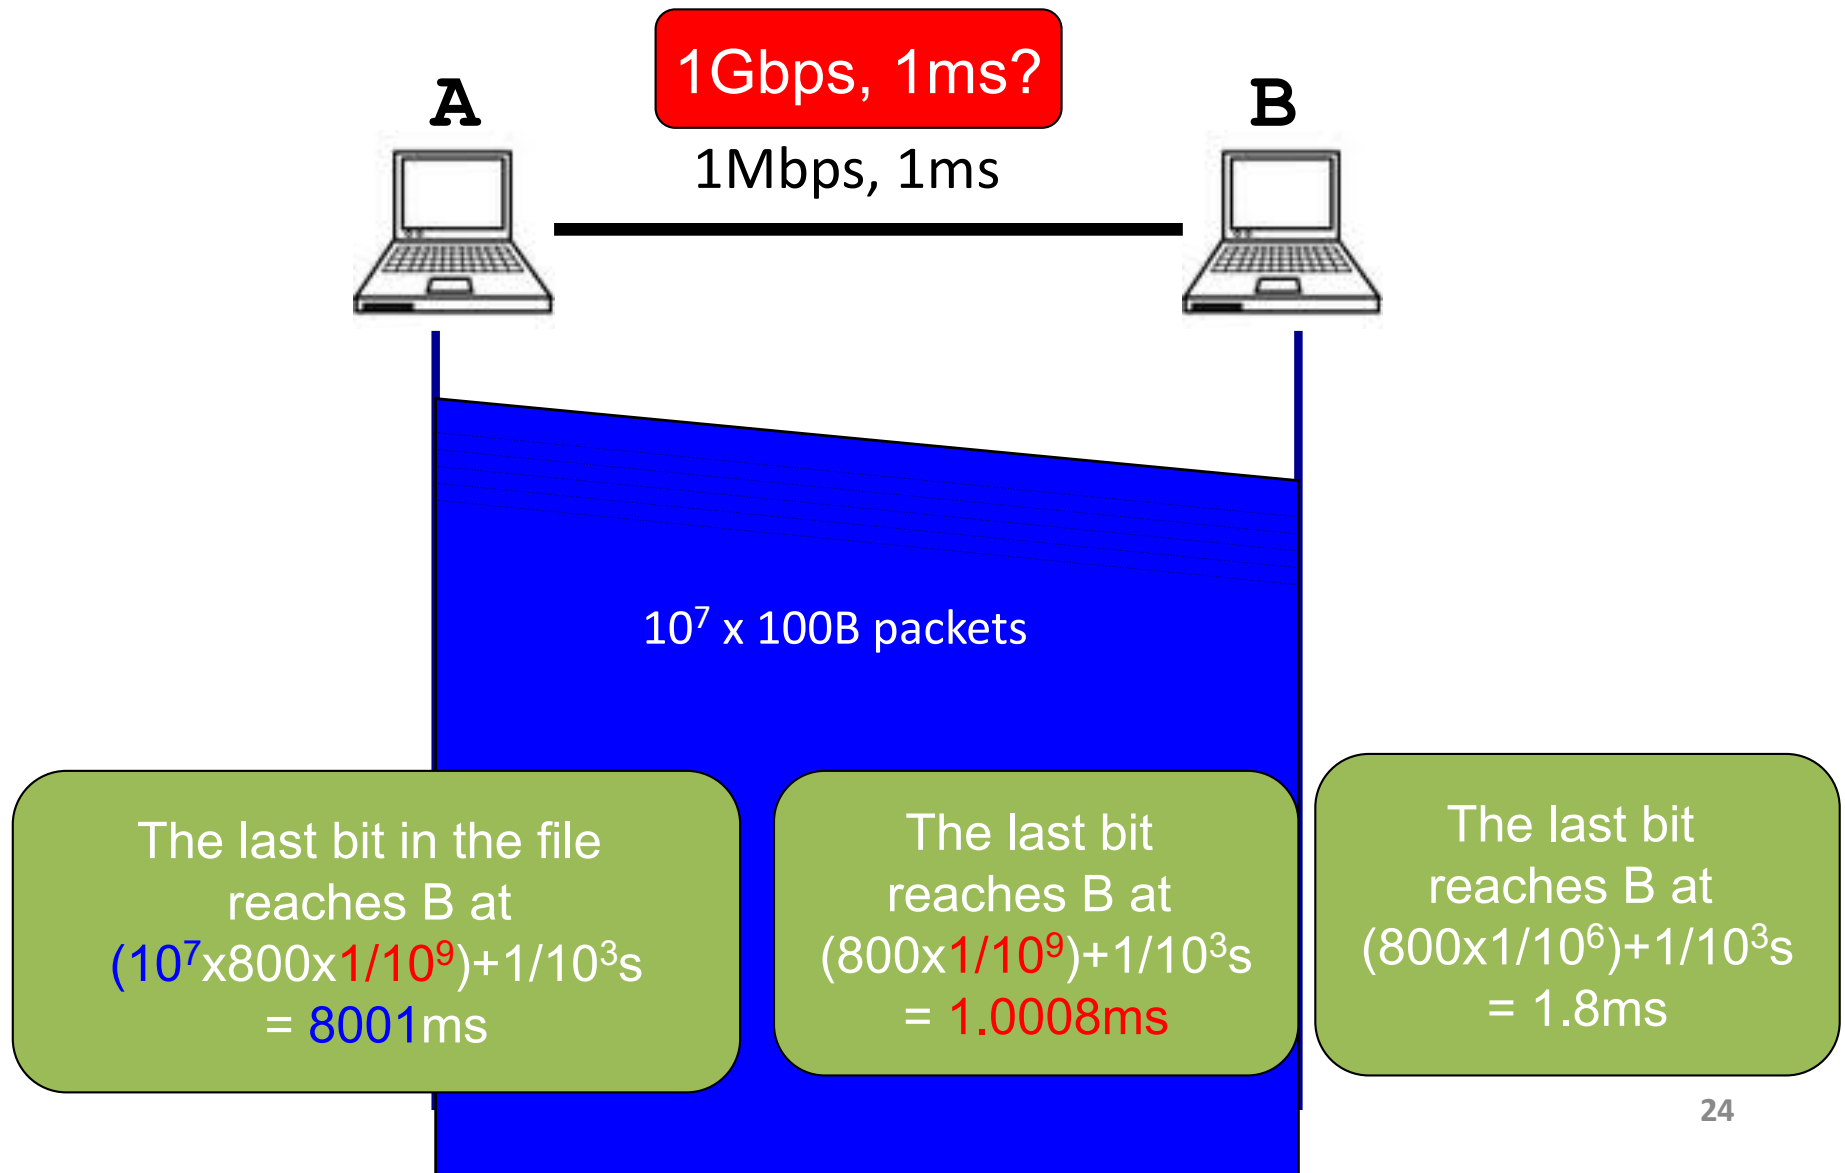 1Gbps, 1ms?
A
B
1Mbps, 1ms
10⁷ x 100B packets
The last bit in the file
reaches B at
(10⁷x800x1/10⁹)+1/10³s
= 8001ms
The last bit
reaches B at
(800x1/10⁹)+1/10³s
= 1.0008ms
The last bit
reaches B at
(800x1/10⁶)+1/10³s
= 1.8ms
24